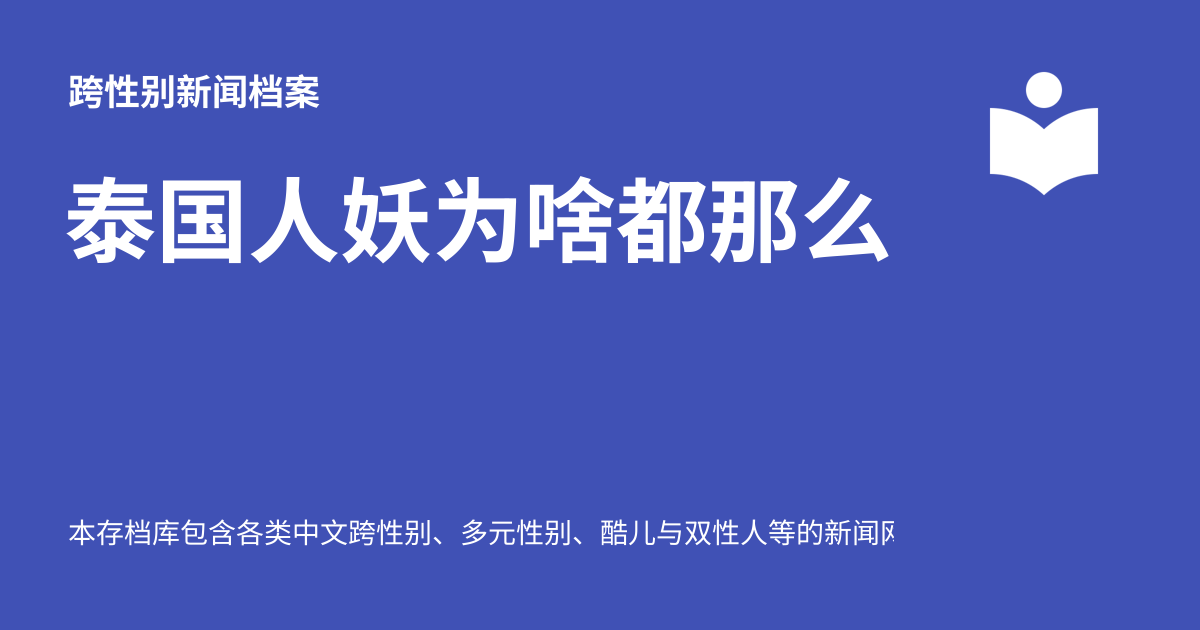 跨性别新闻档案
泰国人妖为啥都那么
本存档库包含各类中文跨性别、多元性别、酷儿与双性人等的新闻